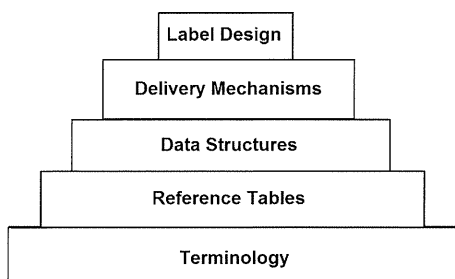 Label Design
Delivery Mechanisms
Data Structures
Reference Tables
Terminology